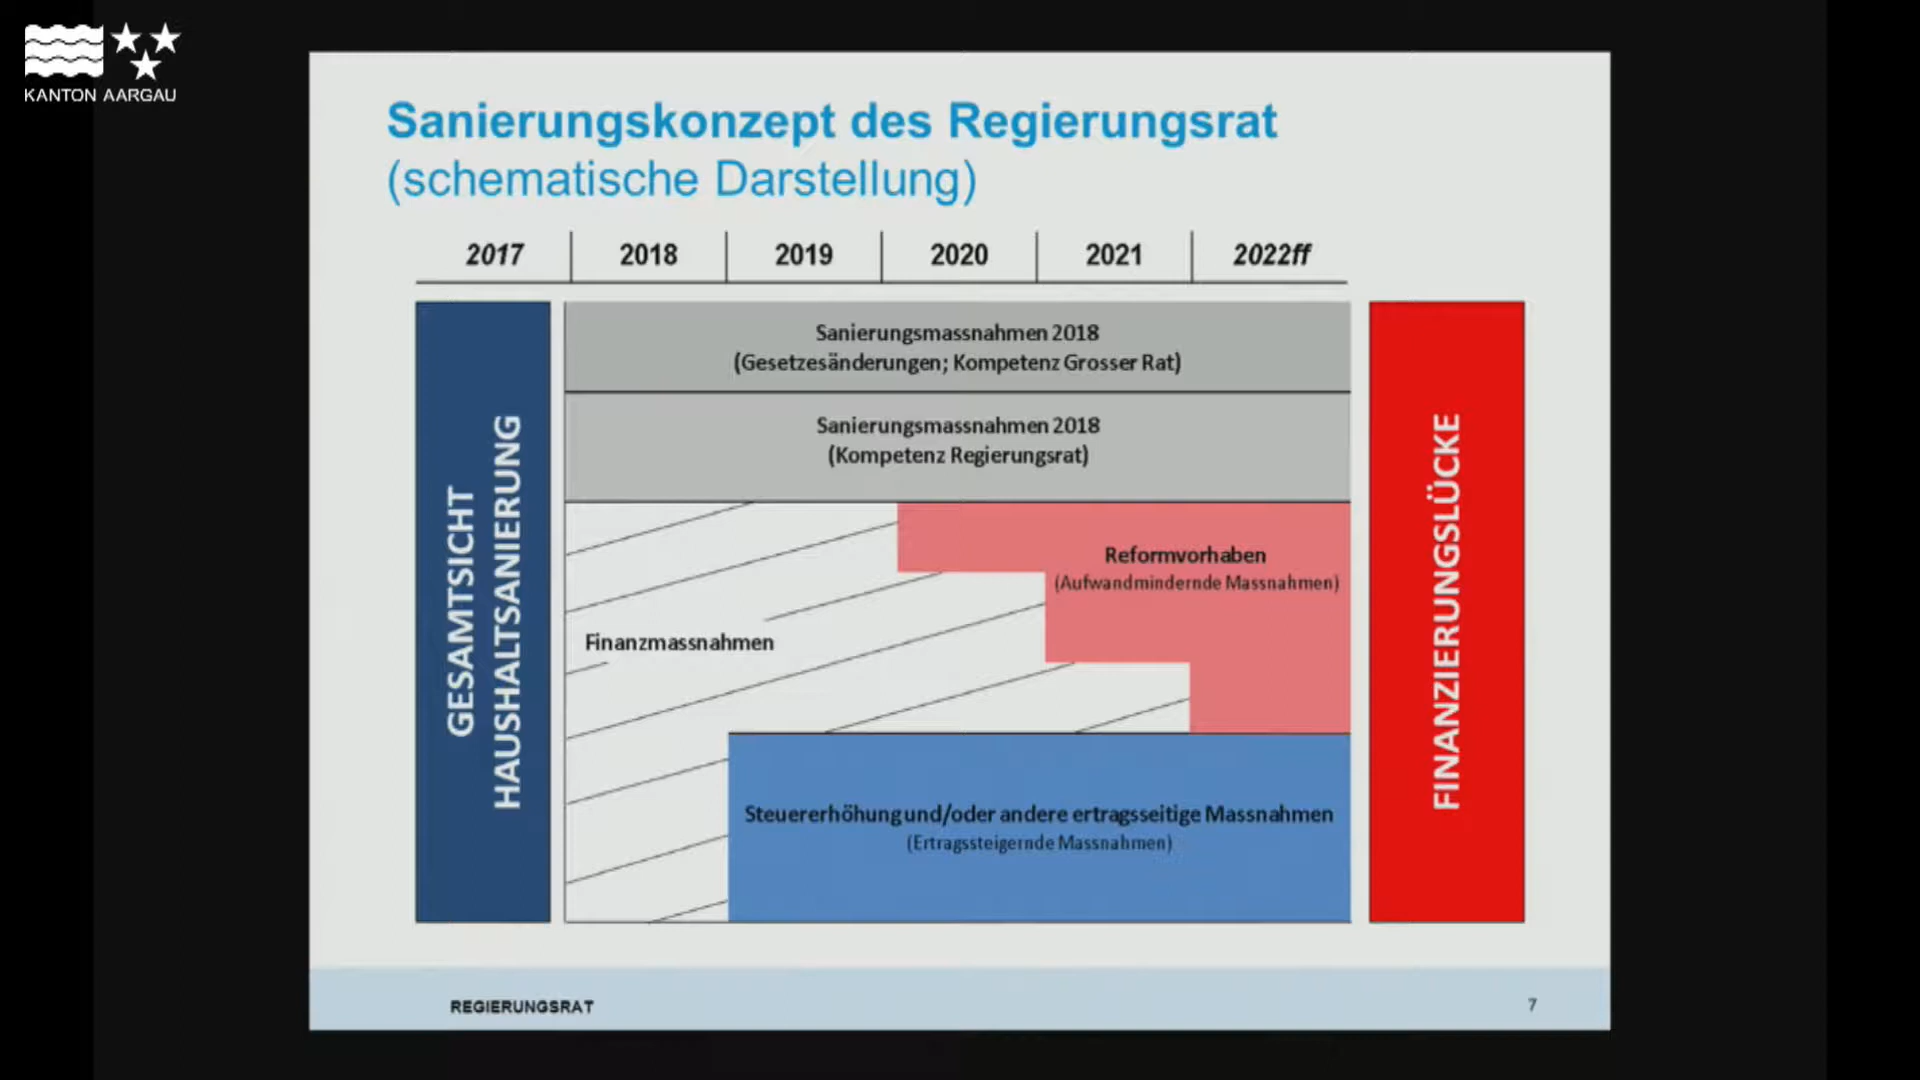 KANTON AARGAU
Sanierungskonzept des Regierungsrat
(schematische Darstellung)
2017 2018 2019 2020 2021 2022ff
GESAMTSICHT
HAUSHALTSANIERUNG
Sanierungsmassnahmen 2018
(Gesetzesänderungen; Kompetenz Grosser Rat)
Sanierungsmassnahmen 2018
(Kompetenz Regierungsrat)
Reformvorhaben
(Aufwandmindernde Massnahmen)
Finanzmassnahmen
Steuererhöhung und/oder andere ertragsseitige Massnahmen
(Ertragssteigernde Massnahmen)
FINANZIERUNGSLÜCKE
REGIERUNGSRAT
7